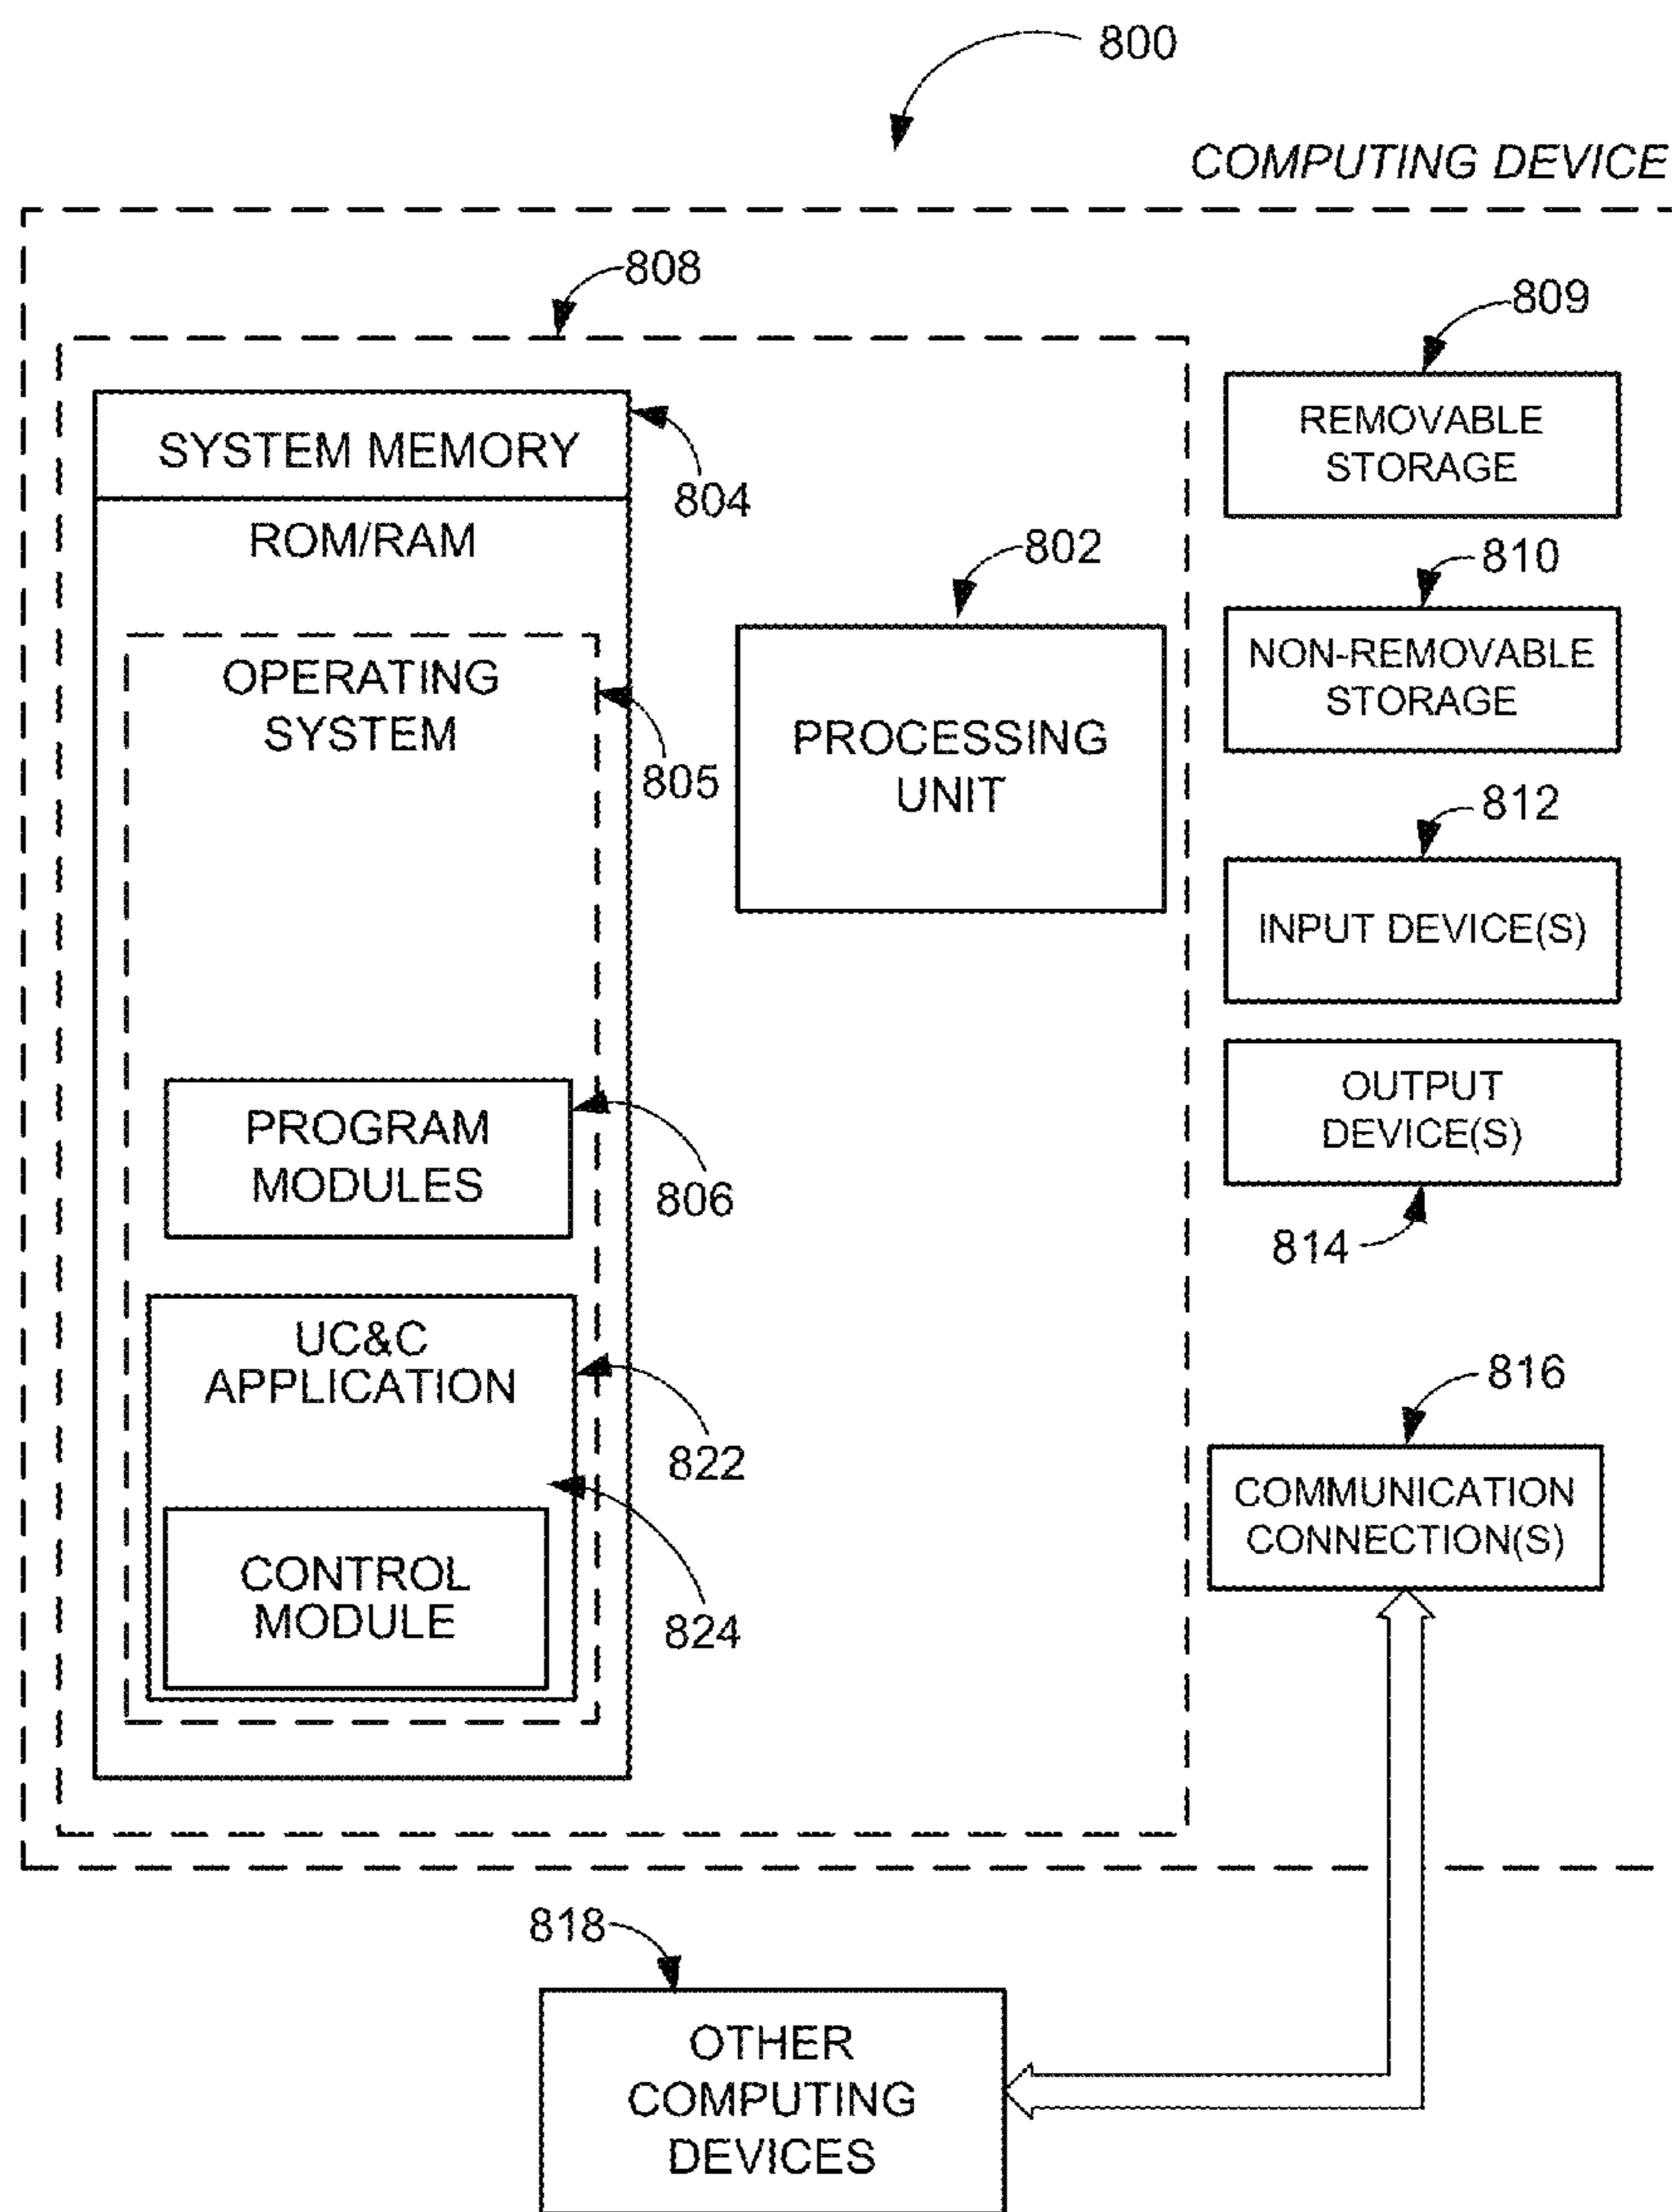 800
COMPUTING DEVICE
808
809
SYSTEM MEMORY
804
REMOVABLE
STORAGE
ROM/RAM
802
810
OPERATING
SYSTEM
805
PROCESSING
UNIT
NON-REMOVABLE
STORAGE
812
INPUT DEVICE(S)
PROGRAM
MODULES
806
OUTPUT
DEVICE(S)
814
UC&C
APPLICATION
822
816
COMMUNICATION
CONNECTION(S)
CONTROL
MODULE
824
818
OTHER
COMPUTING
DEVICES